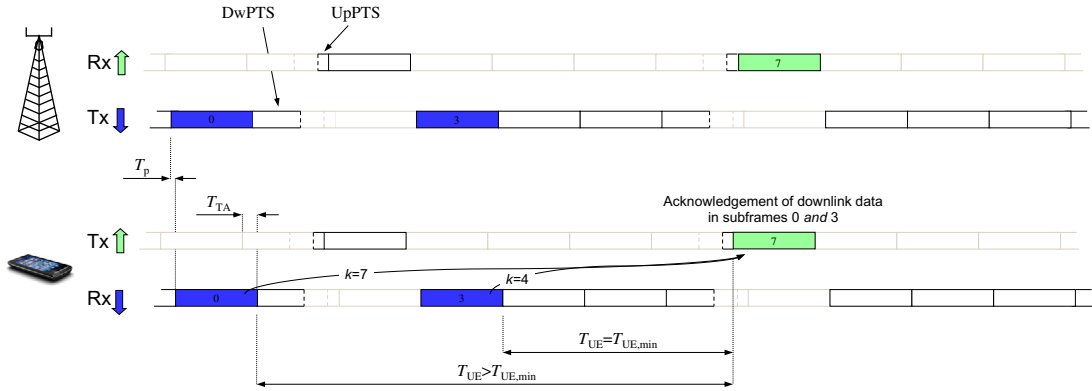 DwPTS UpPTS
Rx
7
Tx
0 3
Tp
TTA
Acknowledgement of downlink data
in subframes 0 and 3
Tx
7
k=7 k=4
Rx
0 3
TUE=TUE,min
TUE>TUE,min